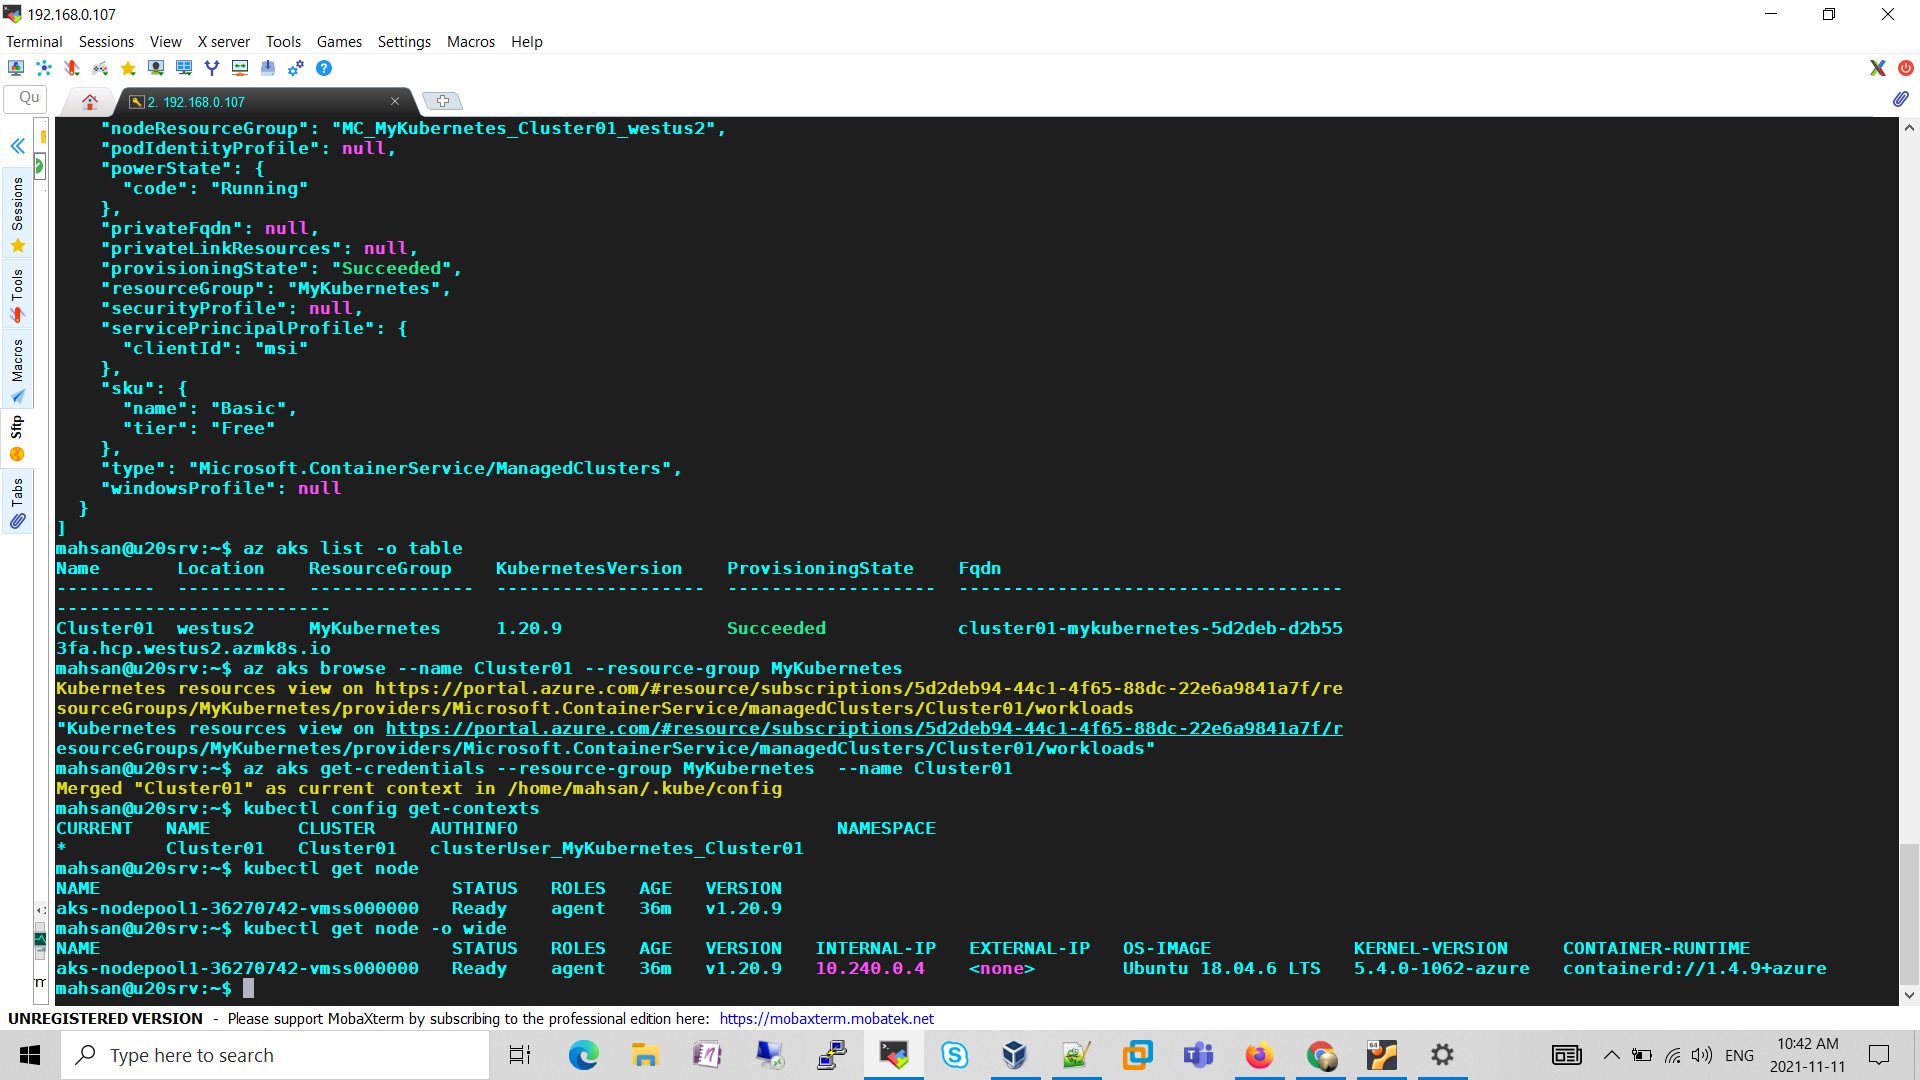 192.168.0.107
Terminal Sessions View X server Tools Games Settings Macros Help
Qu
2. 192.168.0.107
Sessions
Tools
Macros
Sftp
Tabs
"nodeResourceGroup": "MC_MyKubernetes_Cluster01_westus2",
"podIdentityProfile": null,
"powerState": {
"code": "Running"
},
"privateFqdn": null,
"privateLinkResources": null,
"provisioningState": "Succeeded",
"resourceGroup": "MyKubernetes",
"securityProfile": null,
"servicePrincipalProfile": {
"clientId": "msi"
},
"sku": {
"name": "Basic",
"tier": "Free"
},
"type": "Microsoft.ContainerService/ManagedClusters",
"windowsProfile": null
}
]
mahsan@u20srv:~$ az aks list -o table
Name Location ResourceGroup KubernetesVersion ProvisioningState Fqdn
--------- ---------- --------------- ------------------- ------------------- -----------------------------------
-------------------------
Cluster01 westus2 MyKubernetes 1.20.9 Succeeded cluster01-mykubernetes-5d2deb-d2b55
3fa.hcp.westus2.azmk8s.io
mahsan@u20srv:~$ az aks browse --name Cluster01 --resource-group MyKubernetes
Kubernetes resources view on https://portal.azure.com/#resource/subscriptions/5d2deb94-44c1-4f65-88dc-22e6a9841a7f/re
sourceGroups/MyKubernetes/providers/Microsoft.ContainerService/managedClusters/Cluster01/workloads
"Kubernetes resources view on https://portal.azure.com/#resource/subscriptions/5d2deb94-44c1-4f65-88dc-22e6a9841a7f/r
esourceGroups/MyKubernetes/providers/Microsoft.ContainerService/managedClusters/Cluster01/workloads"
mahsan@u20srv:~$ az aks get-credentials --resource-group MyKubernetes  --name Cluster01
Merged "Cluster01" as current context in /home/mahsan/.kube/config
mahsan@u20srv:~$ kubectl config get-contexts
CURRENT NAME CLUSTER AUTHINFO NAMESPACE
* Cluster01 Cluster01 clusterUser_MyKubernetes_Cluster01
mahsan@u20srv:~$ kubectl get node
NAME STATUS ROLES AGE VERSION
aks-nodepool1-36270742-vmss000000 Ready agent 36m v1.20.9
mahsan@u20srv:~$ kubectl get node -o wide
NAME STATUS ROLES AGE VERSION INTERNAL-IP EXTERNAL-IP OS-IMAGE KERNEL-VERSION CONTAINER-RUNTIME
aks-nodepool1-36270742-vmss000000 Ready agent 36m v1.20.9 10.240.0.4 <none> Ubuntu 18.04.6 LTS 5.4.0-1062-azure containerd://1.4.9+azure
mahsan@u20srv:~$
UNREGISTERED VERSION - Please support MobaXterm by subscribing to the professional edition here: https://mobaxterm.mobatek.net
Type here to search
ENG
10:42 AM
2021-11-11